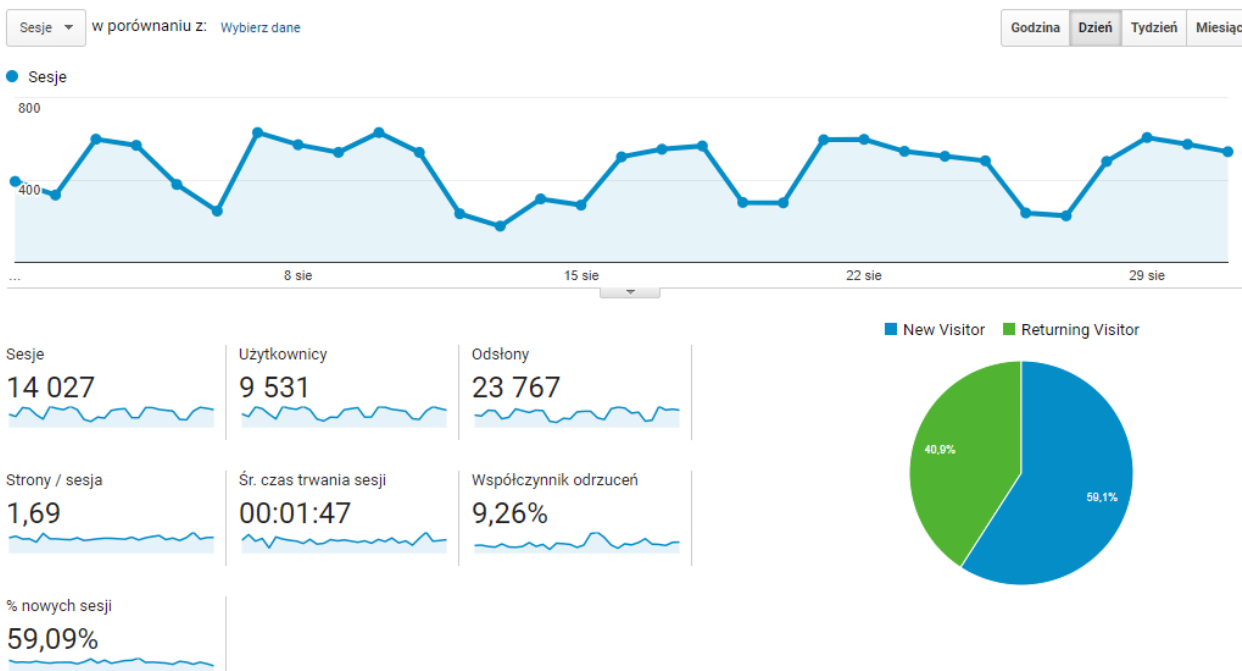 Sesje w porównaniu z: Wybierz dane Godzina Dzień Tydzień Miesiąc
Sesje
800
400
... 8 sie 15 sie 22 sie 29 sie
New Visitor Returning Visitor
Sesje Użytkownicy Odsłony
14 027 9 531 23 767
40,9%
59,1%
Strony / sesja Śr. czas trwania sesji Współczynnik odrzuceń
1,69 00:01:47 9,26%
% nowych sesji
59,09%